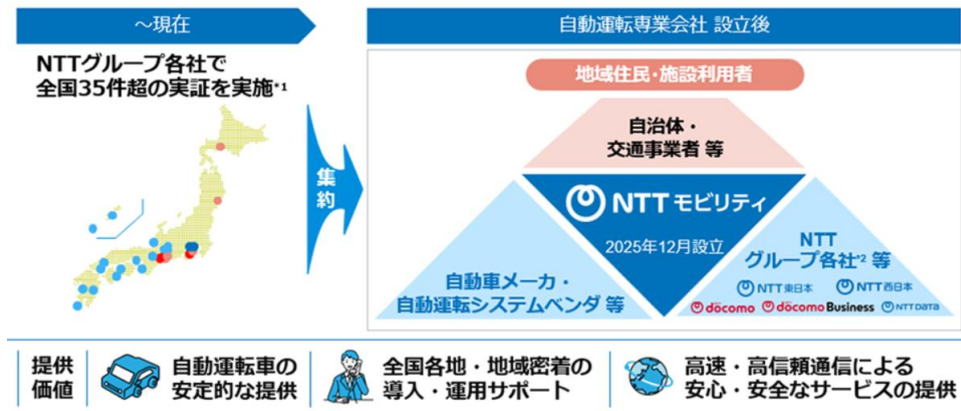 ～現在
NTTグループ各社で
全国35件超の実証を実施*1
集約
自動運転専業会社 設立後
地域住民・施設利用者
自治体・
交通事業者 等
NTT モビリティ
2025年12月設立
自動車メーカ・
自動運転システムベンダ 等
NTT
グループ各社*2 等
NTT東日本
NTT西日本
döcomo
döcomo Business
NTT DATA
提供
価値
自動運転車の
安定的な提供
全国各地・地域密着の
導入・運用サポート
高速・高信頼通信による
安心・安全なサービスの提供